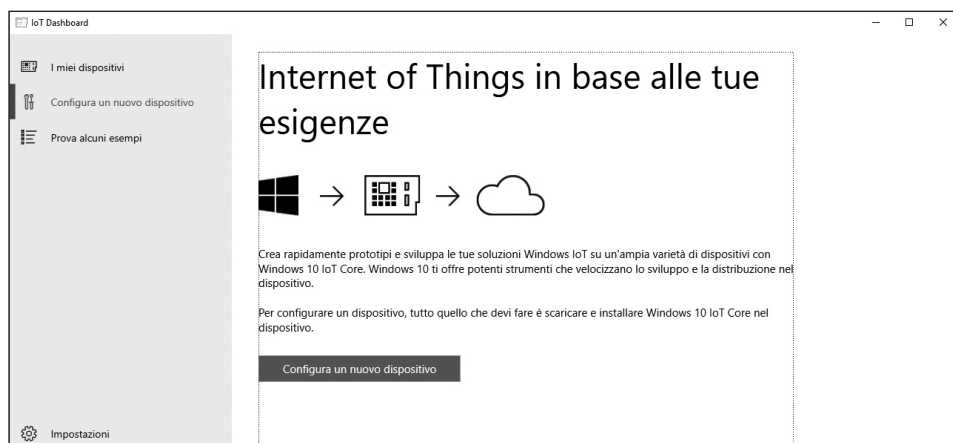 IoT Dashboard
I miei dispositivi
Configura un nuovo dispositivo
Prova alcuni esempi
Internet of Things in base alle tue
esigenze
Crea rapidamente prototipi e sviluppa le tue soluzioni Windows IoT su un'ampia varietà di dispositivi con
Windows 10 IoT Core. Windows 10 ti offre potenti strumenti che velocizzano lo sviluppo e la distribuzione nel
dispositivo.
Per configurare un dispositivo, tutto quello che devi fare è scaricare e installare Windows 10 IoT Core nel
dispositivo.
Configura un nuovo dispositivo
Impostazioni